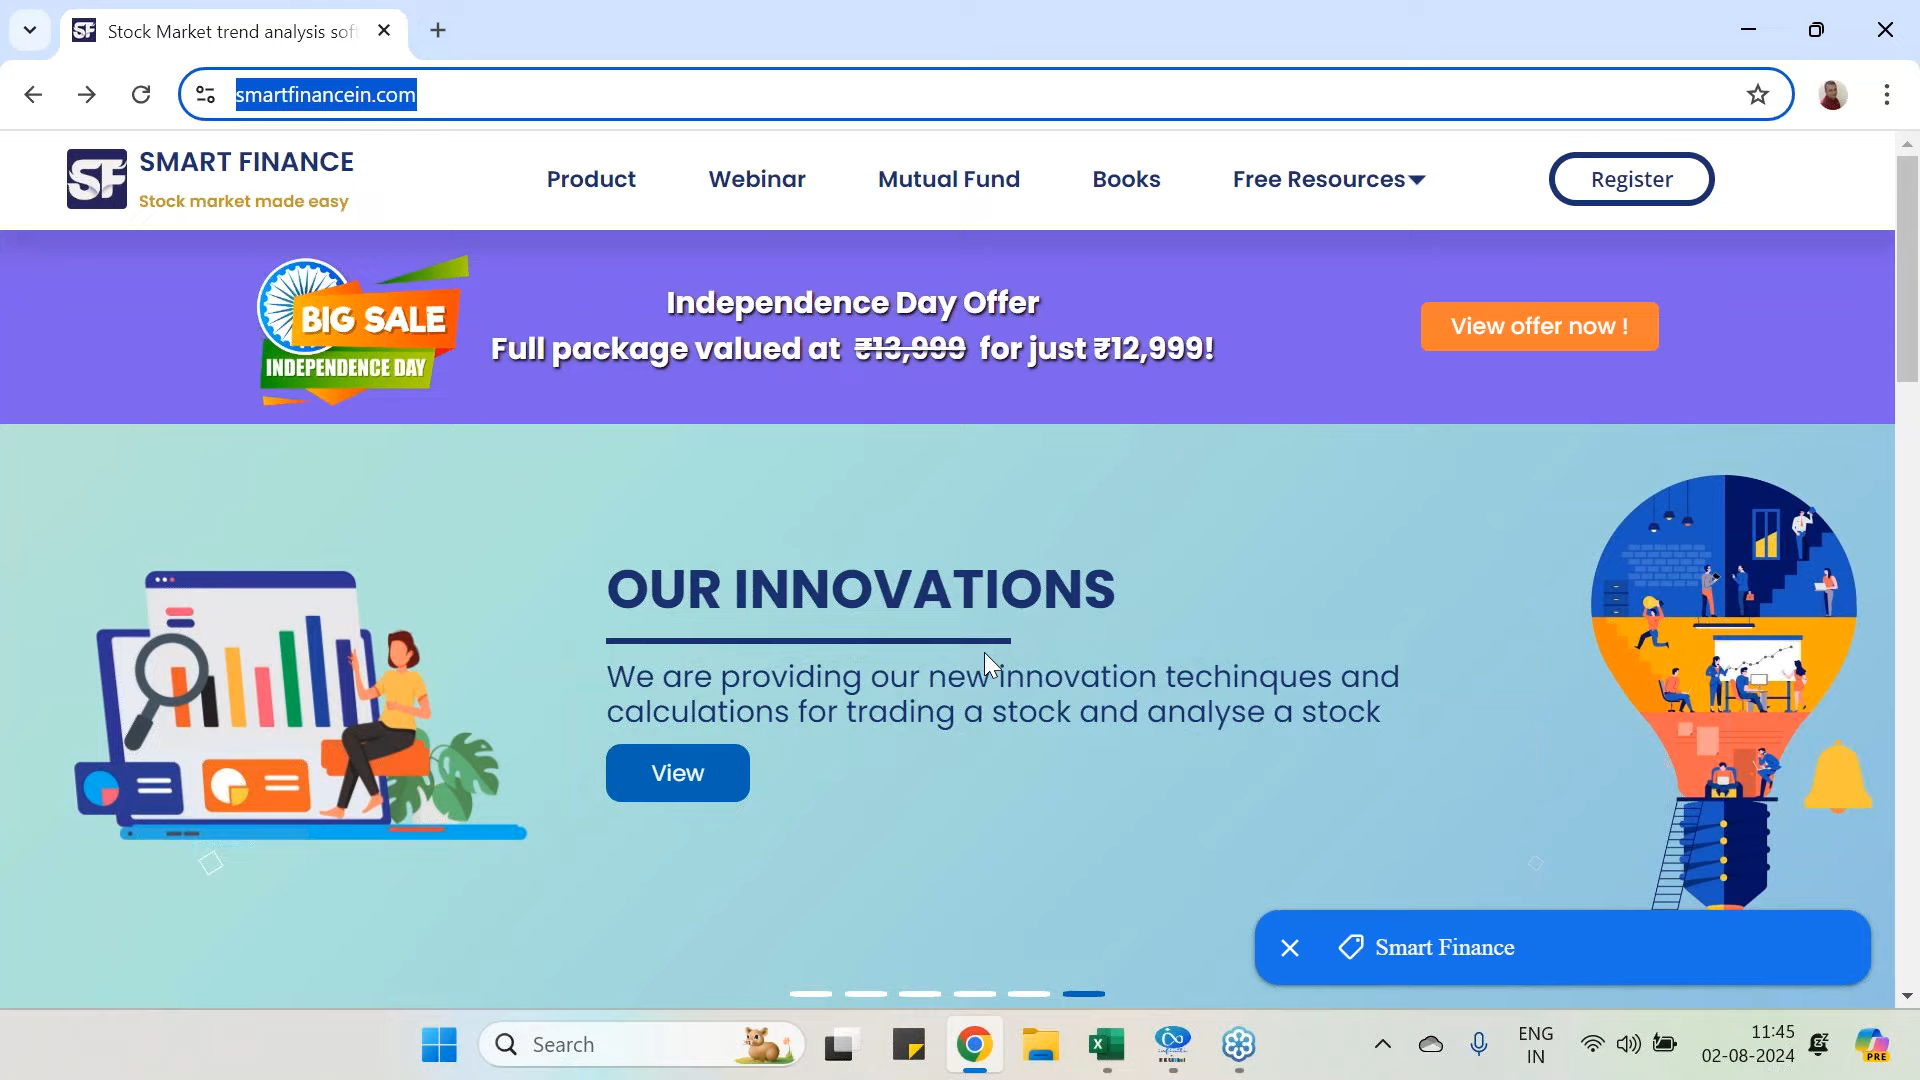 SF
Stock Market trend analysis sof
smartfinancein.com
SF
SMART FINANCE
Stock market made easy
Product
Webinar
Mutual Fund
Books
Free Resources
Register
BIG SALE
INDEPENDENCE DAY
Independence Day Offer
Full package valued at ₹13,999 for just ₹12,999!
View offer now !
OUR INNOVATIONS
We are providing our new innovation techinques and
calculations for trading a stock and analyse a stock
View
Smart Finance
Search
ENG
IN
11:45
02-08-2024
PRE